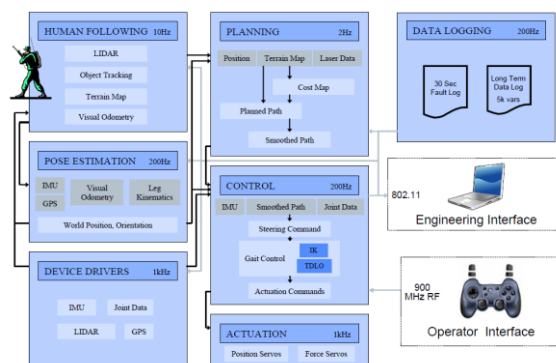 HUMAN FOLLOWING 10Hz
LIDAR
Object Tracking
Terrain Map
Visual Odometry
POSE ESTIMATION 200Hz
IMU
GPS
Visual
Odometry
Leg
Kinematics
World Position, Orientation
DEVICE DRIVERS 1kHz
IMU Joint Data
LIDAR GPS
PLANNING 2Hz
Position Terrain Map Laser Data
Cost Map
Planned Path
Smoothed Path
CONTROL 200Hz
IMU Smoothed Path Joint Data
Steering Command
Gait Control
IK
TDLO
Actuation Commands
ACTUATION 1kHz
Position Servos Force Servos
DATA LOGGING 200Hz
30 Sec
Fault Log
Long Term
Data Log
5k vars
802.11
Engineering Interface
900
MHz RF
Operator Interface